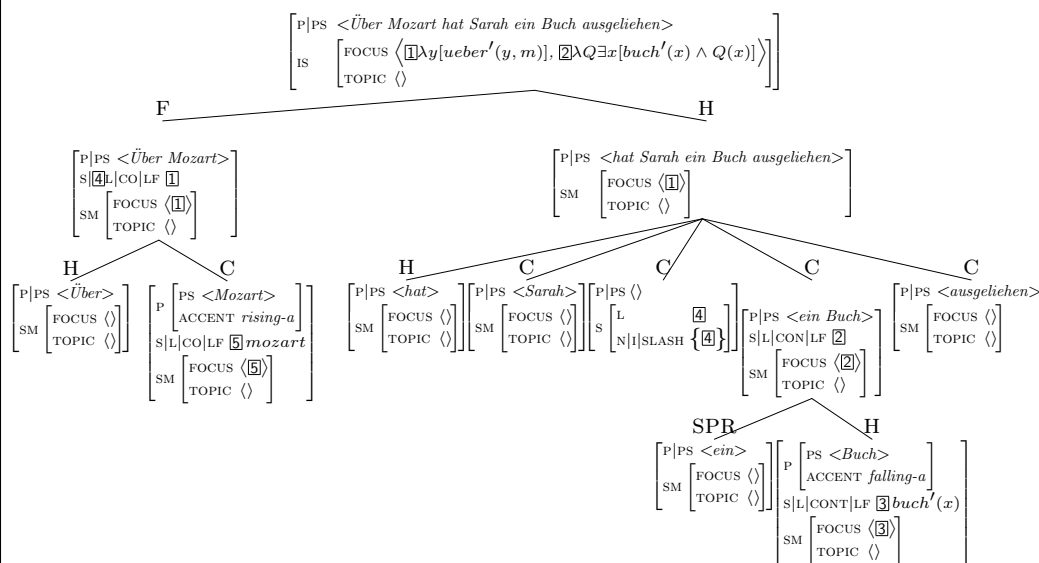 P|PS <Über Mozart hat Sarah ein Buch ausgeliehen>
IS FOCUS ⟨[1]λy[ueber′(y, m)], [2]λQ∃x[buch′(x) ∧ Q(x)]⟩
TOPIC ⟨⟩
F H
P|PS <Über Mozart>
S|[4]L|CO|LF [1]
SM FOCUS ⟨[1]⟩
TOPIC ⟨⟩
P|PS <hat Sarah ein Buch ausgeliehen>
SM FOCUS ⟨[1]⟩
TOPIC ⟨⟩
H C
P|PS <Über>
SM FOCUS ⟨⟩
TOPIC ⟨⟩
P PS <Mozart>
ACCENT rising-a
S|L|CO|LF [5] mozart
SM FOCUS ⟨[5]⟩
TOPIC ⟨⟩
H C C C C
P|PS <hat>
SM FOCUS ⟨⟩
TOPIC ⟨⟩
P|PS <Sarah>
SM FOCUS ⟨⟩
TOPIC ⟨⟩
P|PS ⟨⟩
S L [4]
N|I|SLASH {[4]}
P|PS <ein Buch>
S|L|CON|LF [2]
SM FOCUS ⟨[2]⟩
TOPIC ⟨⟩
P|PS <ausgeliehen>
SM FOCUS ⟨⟩
TOPIC ⟨⟩
SPR H
P|PS <ein>
SM FOCUS ⟨⟩
TOPIC ⟨⟩
P PS <Buch>
ACCENT falling-a
S|L|CONT|LF [3] buch′(x)
SM FOCUS ⟨[3]⟩
TOPIC ⟨⟩